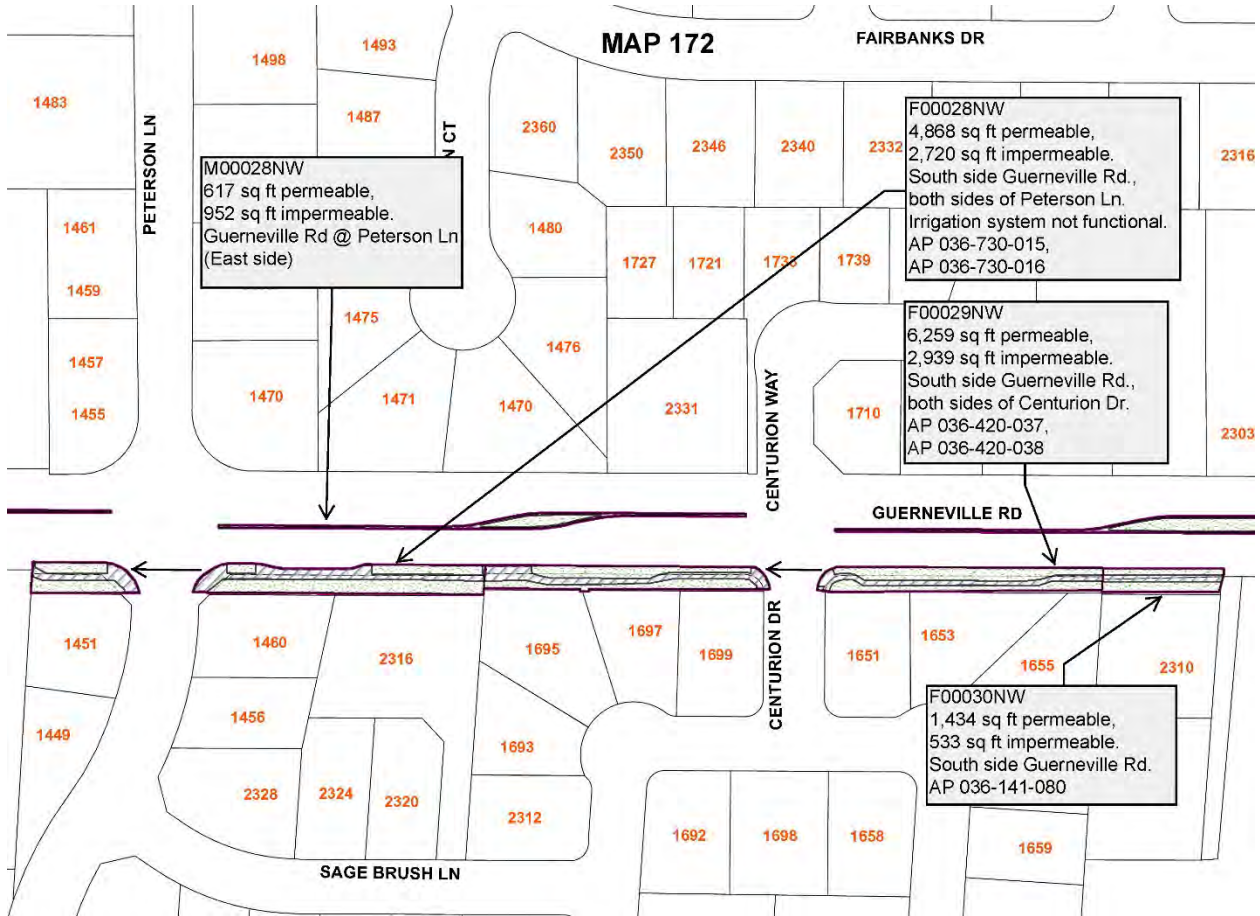 MAP 172
FAIRBANKS DR
1493
1498
1483
1487
2360
2350
2346
2340
2332
2316
PETERSON LN
N CT
M00028NW
617 sq ft permeable,
952 sq ft impermeable.
Guerneville Rd @ Peterson Ln
(East side)
F00028NW
4,868 sq ft permeable,
2,720 sq ft impermeable.
South side Guerneville Rd.,
both sides of Peterson Ln.
Irrigation system not functional.
AP 036-730-015,
AP 036-730-016
1461
1459
1480
1727
1721
1733
1739
1475
1476
1457
1455
1470
1471
1470
2331
CENTURION WAY
1710
F00029NW
6,259 sq ft permeable,
2,939 sq ft impermeable.
South side Guerneville Rd.,
both sides of Centurion Dr.
AP 036-420-037,
AP 036-420-038
2303
GUERNEVILLE RD
1451
1460
2316
1695
1697
1699
CENTURION DR
1651
1653
1655
2310
1449
1456
1693
F00030NW
1,434 sq ft permeable,
533 sq ft impermeable.
South side Guerneville Rd.
AP 036-141-080
2328
2324
2320
2312
1692
1698
1658
1659
SAGE BRUSH LN